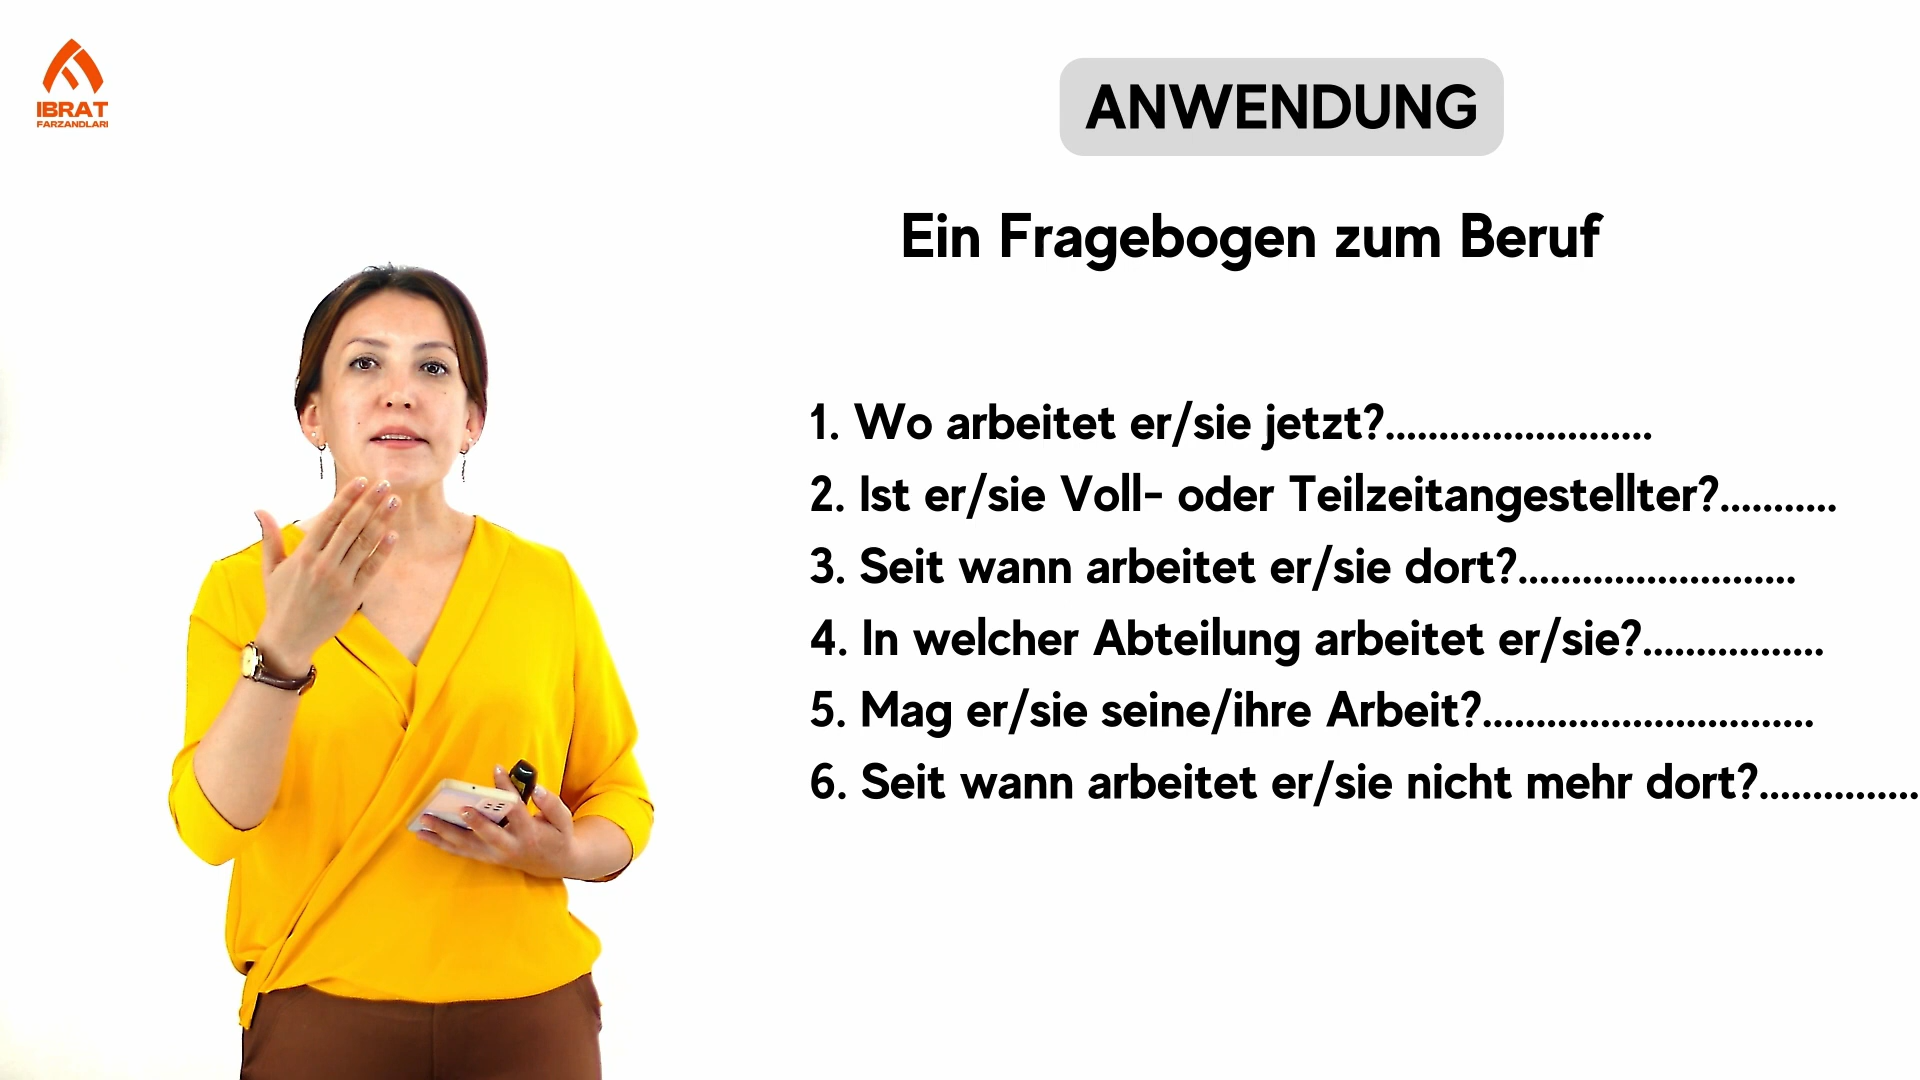 IBRAT
FARZANDLARI
ANWENDUNG
Ein Fragebogen zum Beruf
1. Wo arbeitet er/sie jetzt?.........................
2. Ist er/sie Voll- oder Teilzeitangestellter?...........
3. Seit wann arbeitet er/sie dort?..........................
4. In welcher Abteilung arbeitet er/sie?.................
5. Mag er/sie seine/ihre Arbeit?...............................
6. Seit wann arbeitet er/sie nicht mehr dort?...............